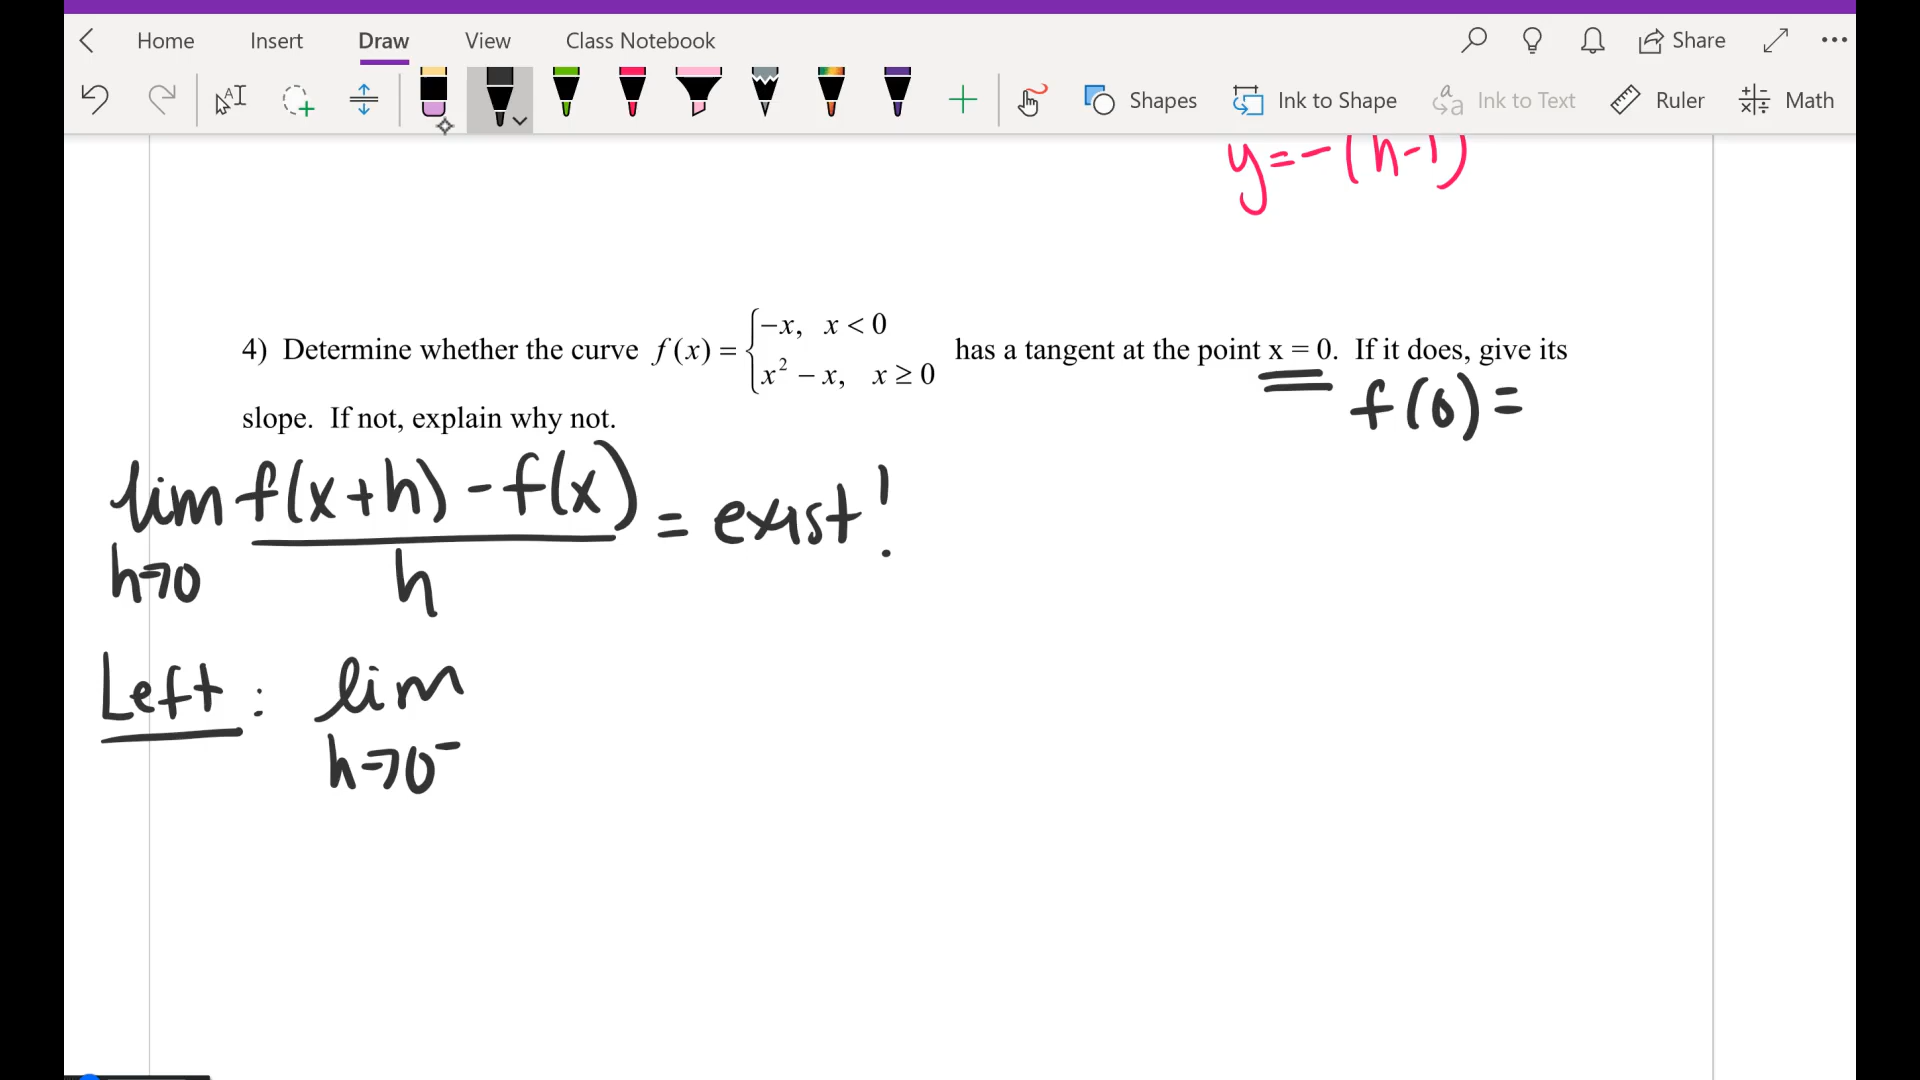 Home Insert Draw View Class Notebook Share
Shapes Ink to Shape Ink to Text Ruler Math
y=-(h-1)
4) Determine whether the curve f(x) = {−x, x < 0 has a tangent at the point x = 0. If it does, give its
x² − x, x ≥ 0
slope. If not, explain why not.
f(0)=
lim f(x+h) - f(x) = exist!
h→0 h
Left: lim
h→0⁻